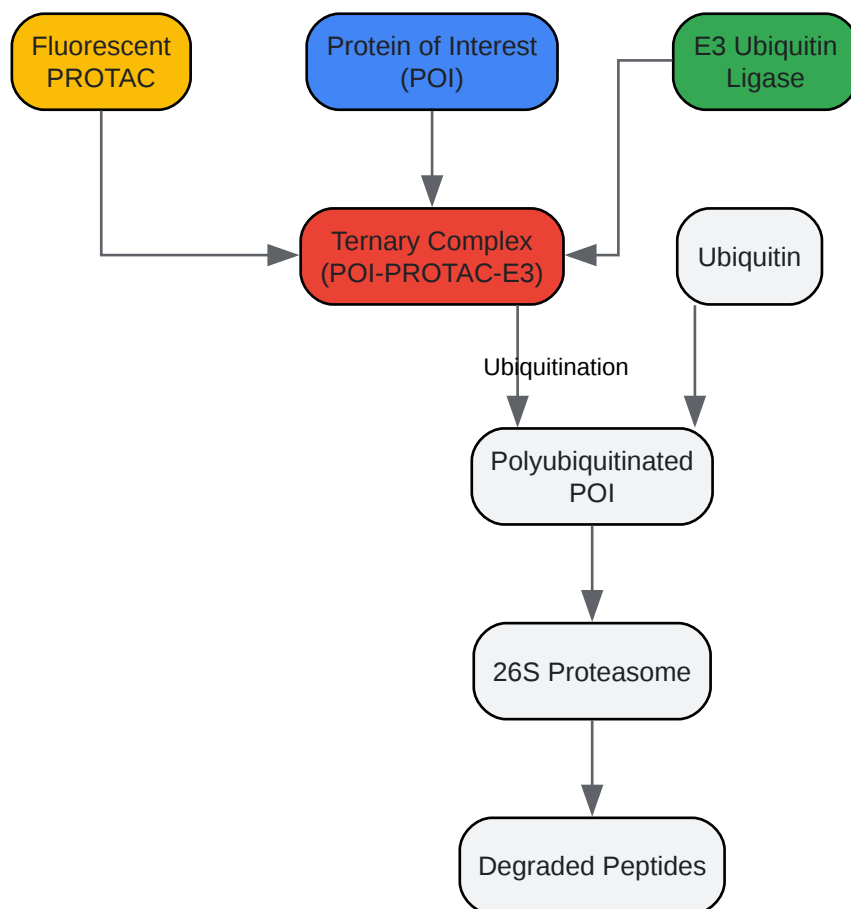 Fluorescent
PROTAC
Protein of Interest
(POI)
E3 Ubiquitin
Ligase
Ternary Complex
(POI-PROTAC-E3)
Ubiquitin
Ubiquitination
Polyubiquitinated
POI
26S Proteasome
Degraded Peptides